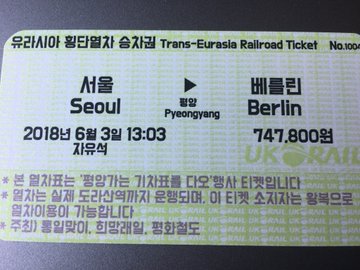 유라시아 횡단열차 승차권 Trans-Eurasia Railroad Ticket No.1004
서울 ▶ 베를린
Seoul 평양 Pyeongyang Berlin
2018년 6월 3일 13:03 747,800원
자유석
UK RAIL
* 본 열차표는 '평양가는 기차표를 다오'행사 티켓입니다
* 열차는 실제 도라산역까지 운행되며, 이 티켓 소지자는 왕복으로
열차이용이 가능합니다
* 주최) 통일맞이, 희망래일, 평화철도